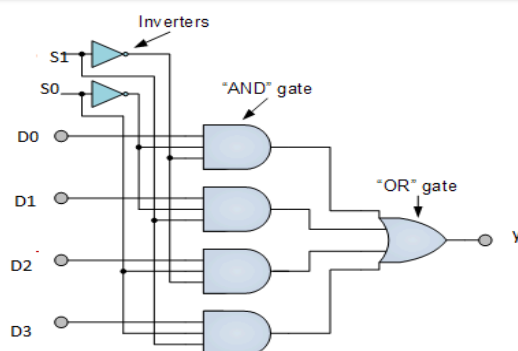 Inverters
S1
S0
“AND” gate
D0
“OR” gate
D1
y
D2
D3